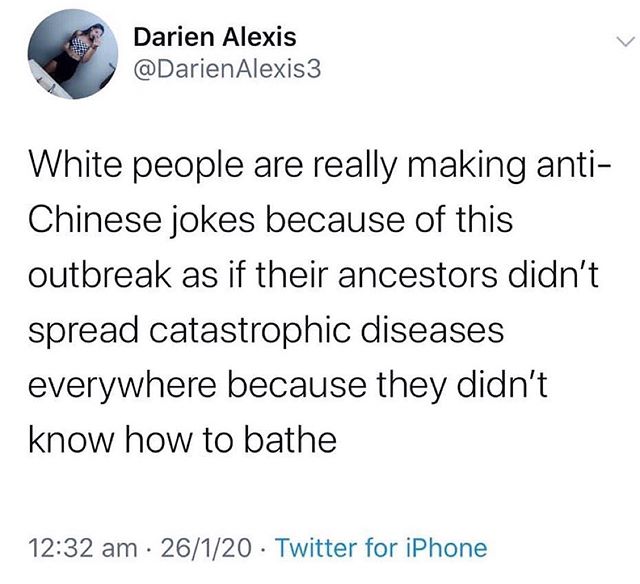 Darien Alexis
@DarienAlexis3
White people are really making anti-
Chinese jokes because of this
outbreak as if their ancestors didn’t
spread catastrophic diseases
everywhere because they didn’t
know how to bathe
12:32 am · 26/1/20 · Twitter for iPhone